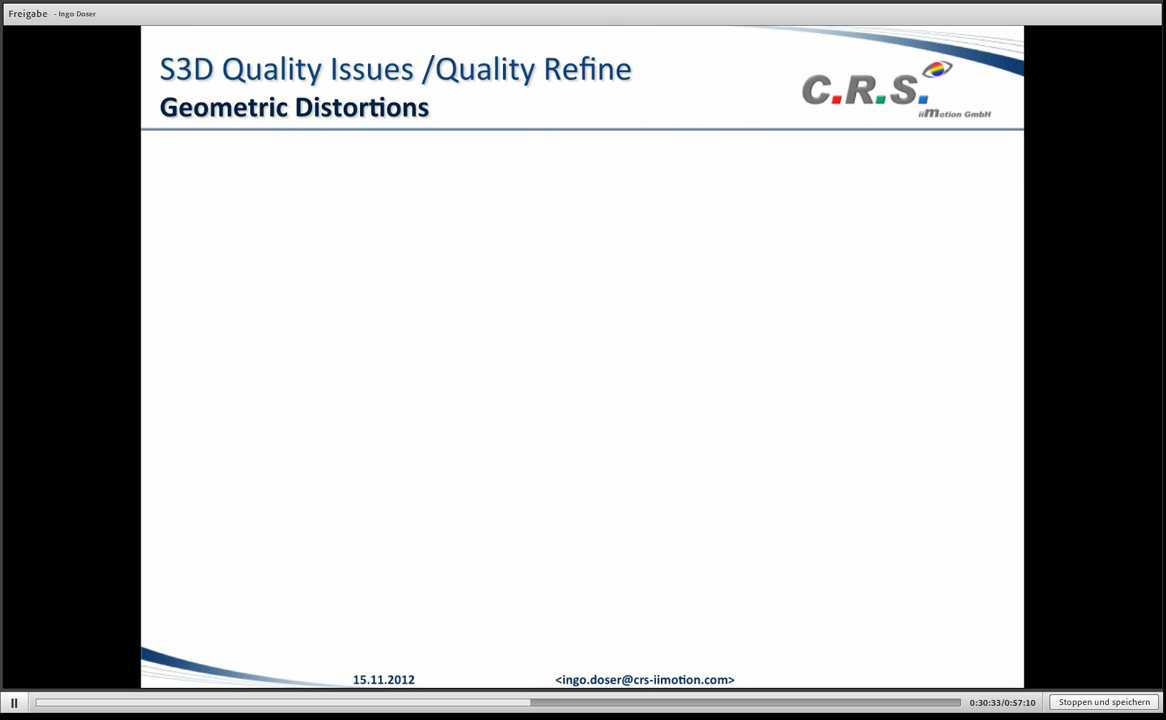 Freigabe - Ingo Doser
S3D Quality Issues /Quality Refine
Geometric Distortions
C.R.S.
iiMotion GmbH
15.11.2012 <ingo.doser@crs-iimotion.com>
0:30:33/0:57:10 Stoppen und speichern